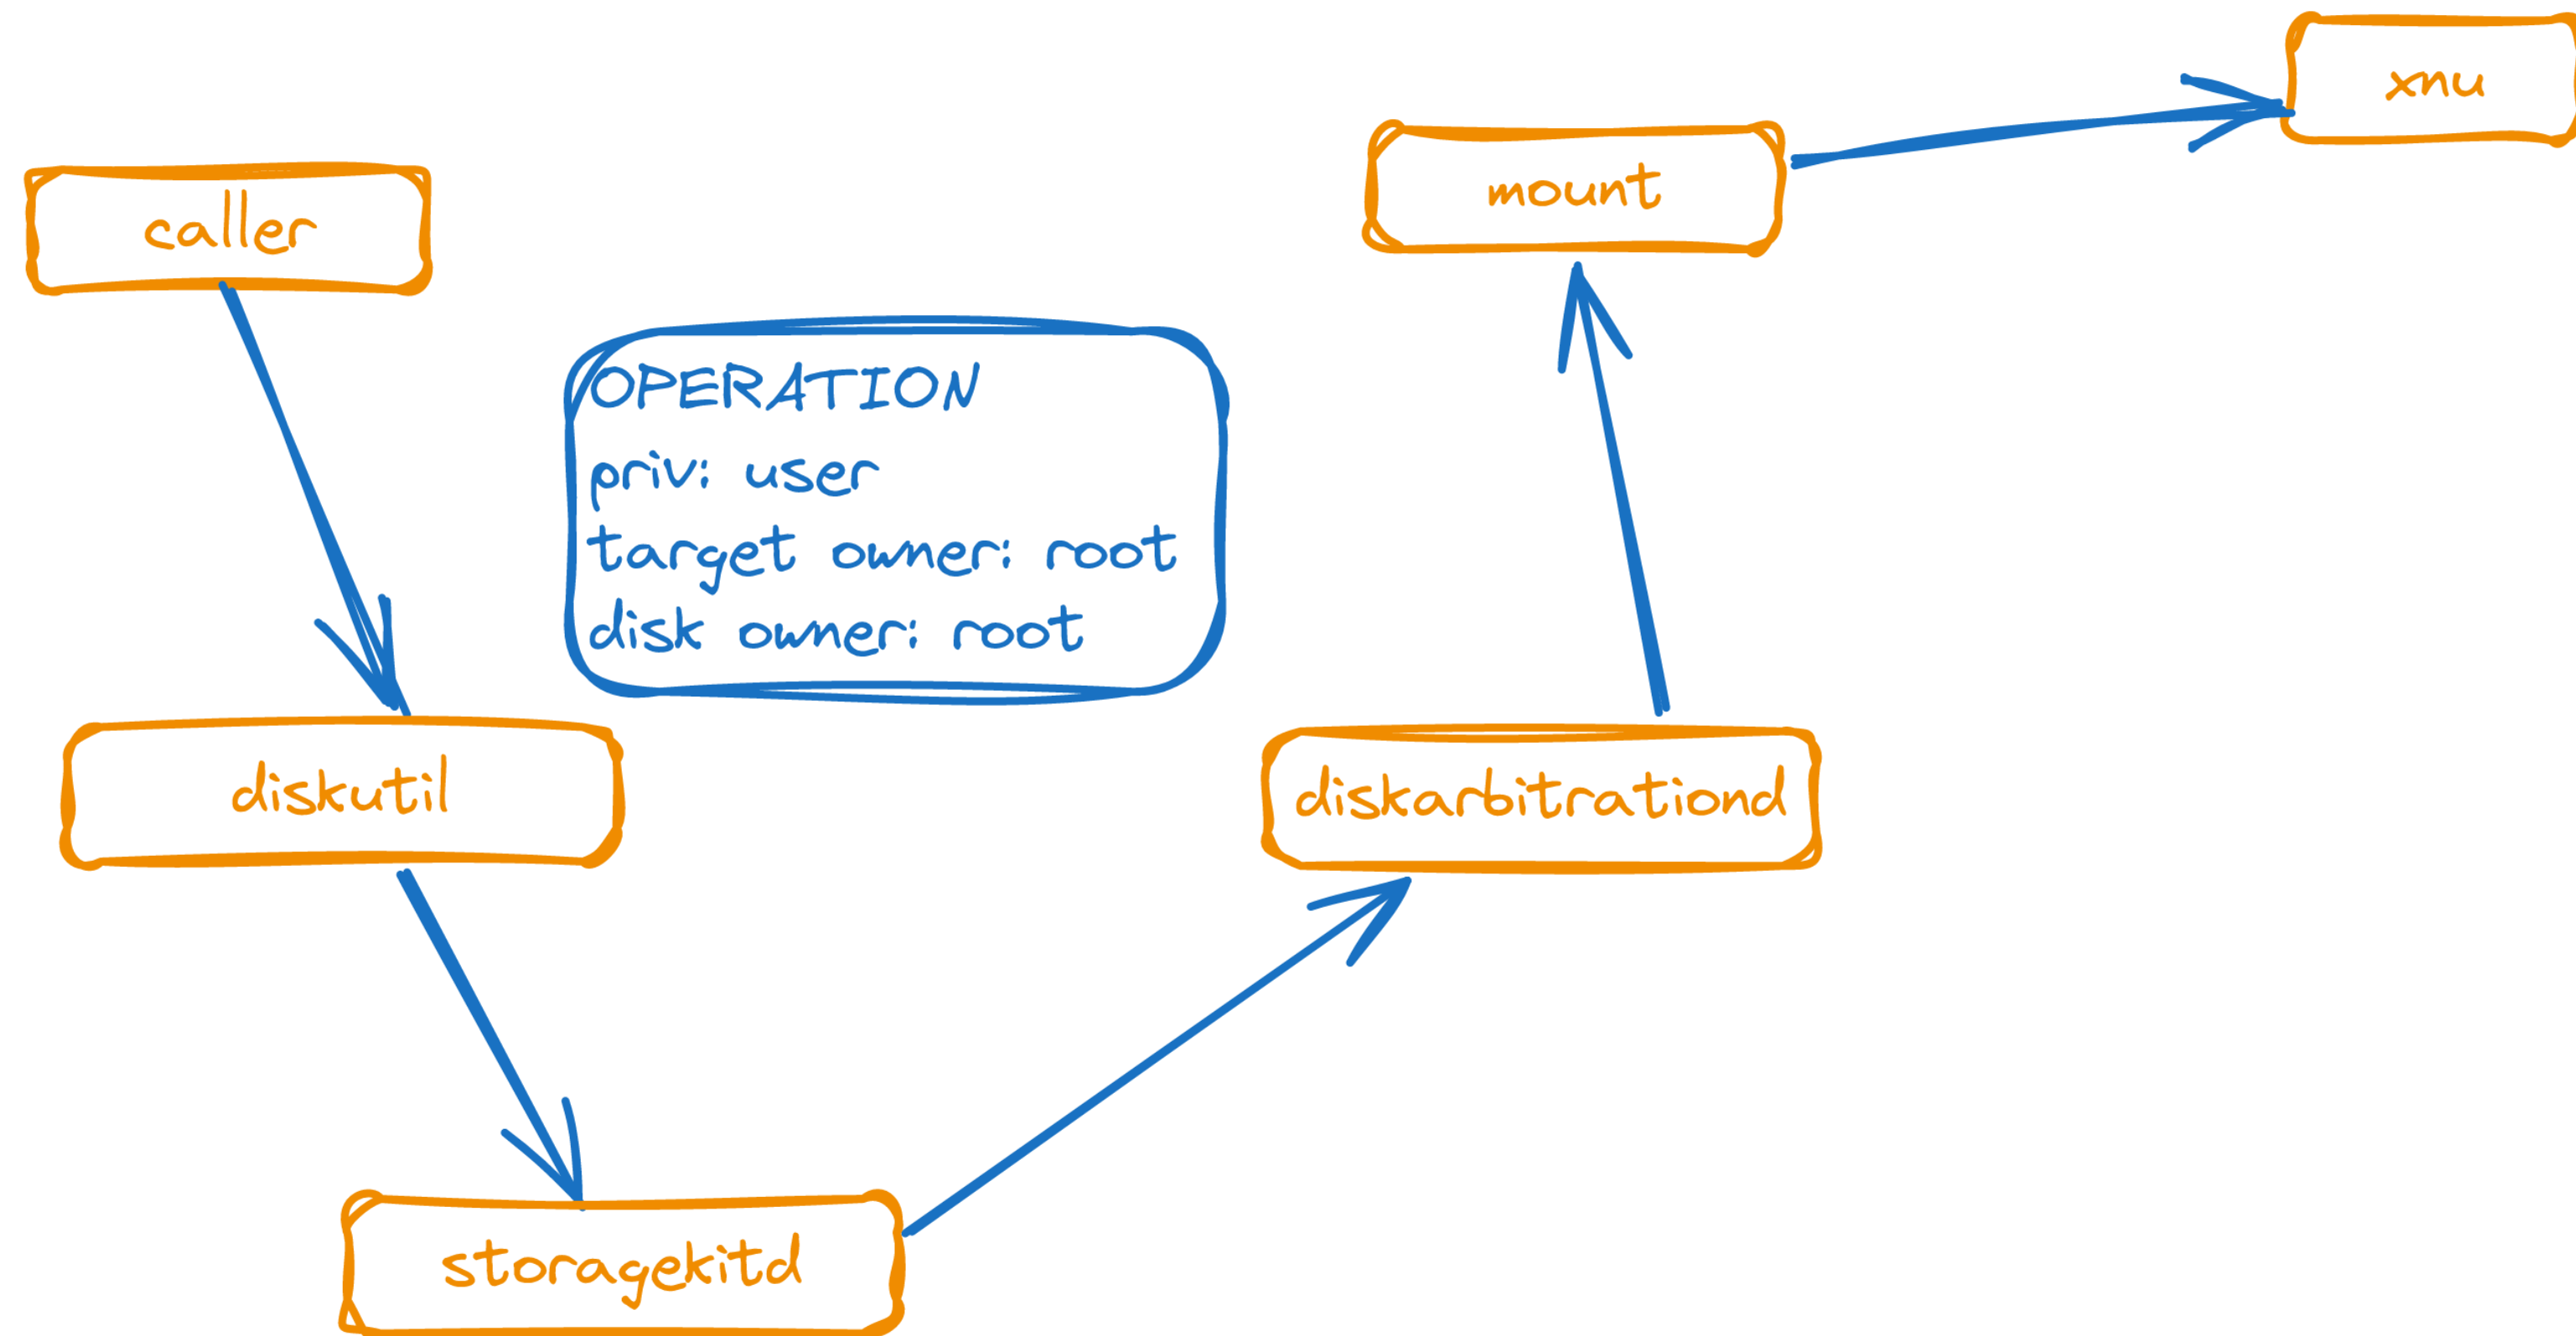 caller
OPERATION
priv: user
target owner: root
disk owner: root
diskutil
storagekitd
diskarbitrationd
mount
xnu